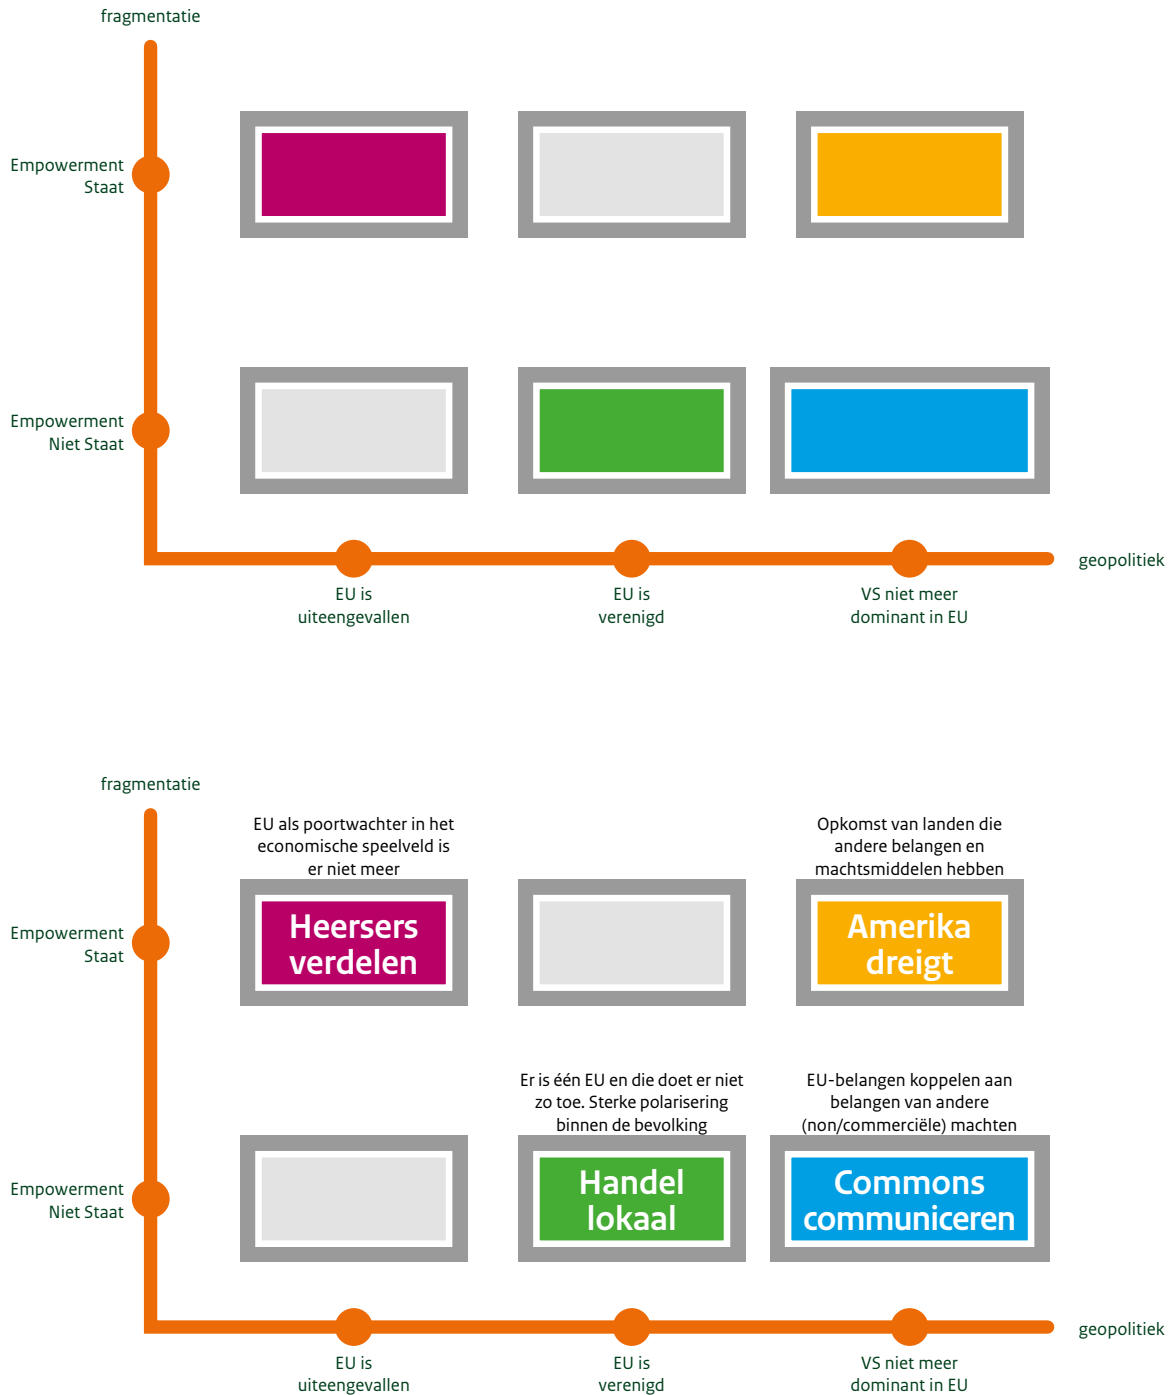 fragmentatie
Empowerment
Staat
Empowerment
Niet Staat
geopolitiek
EU is
uiteengevallen
EU is
verenigd
VS niet meer
dominant in EU
fragmentatie
EU als poortwachter in het
economische speelveld is
er niet meer
Opkomst van landen die
andere belangen en
machtsmiddelen hebben
Empowerment
Staat
Heersers
verdelen
Amerika
dreigt
Er is één EU en die doet er niet
zo toe. Sterke polarisering
binnen de bevolking
EU-belangen koppelen aan
belangen van andere
(non/commerciële) machten
Empowerment
Niet Staat
Handel
lokaal
Commons
communiceren
geopolitiek
EU is
uiteengevallen
EU is
verenigd
VS niet meer
dominant in EU